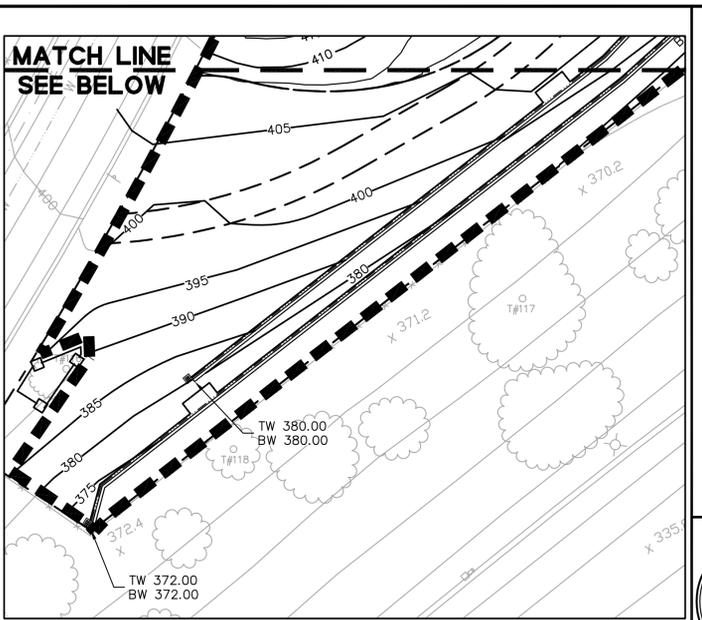 MATCH LINE
SEE BELOW
410
405
400
400
400
395
390
385
380
380
375
x 370.2
x 371.2
T#117
TW 380.00
BW 380.00
T#118
372.4
x
TW 372.00
BW 372.00